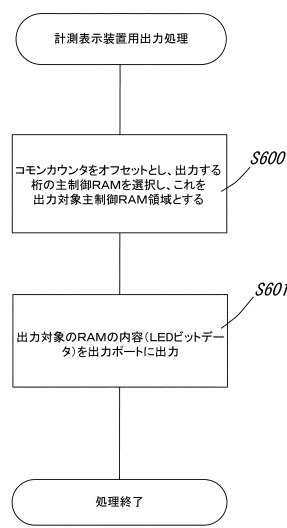 計測表示装置用出力処理
S600
コモンカウンタをオフセットとし、出力する
桁の主制御RAMを選択し、これを
出力対象主制御RAM領域とする
S601
出力対象のRAMの内容(LEDビットデー
タ)を出力ポートに出力
処理終了